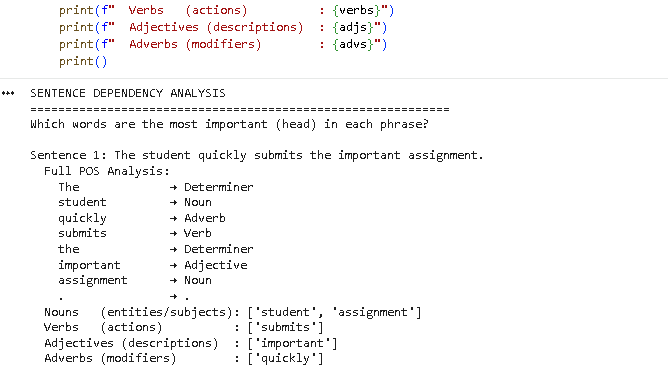 print(f"  Verbs   (actions)          : {verbs}")
print(f"  Adjectives (descriptions)  : {adjs}")
print(f"  Adverbs (modifiers)        : {advs}")
print()
SENTENCE DEPENDENCY ANALYSIS
============================================================
Which words are the most important (head) in each phrase?
Sentence 1: The student quickly submits the important assignment.
Full POS Analysis:
The → Determiner
student → Noun
quickly → Adverb
submits → Verb
the → Determiner
important → Adjective
assignment → Noun
. → .
Nouns   (entities/subjects): ['student', 'assignment']
Verbs   (actions)          : ['submits']
Adjectives (descriptions)  : ['important']
Adverbs (modifiers)        : ['quickly']